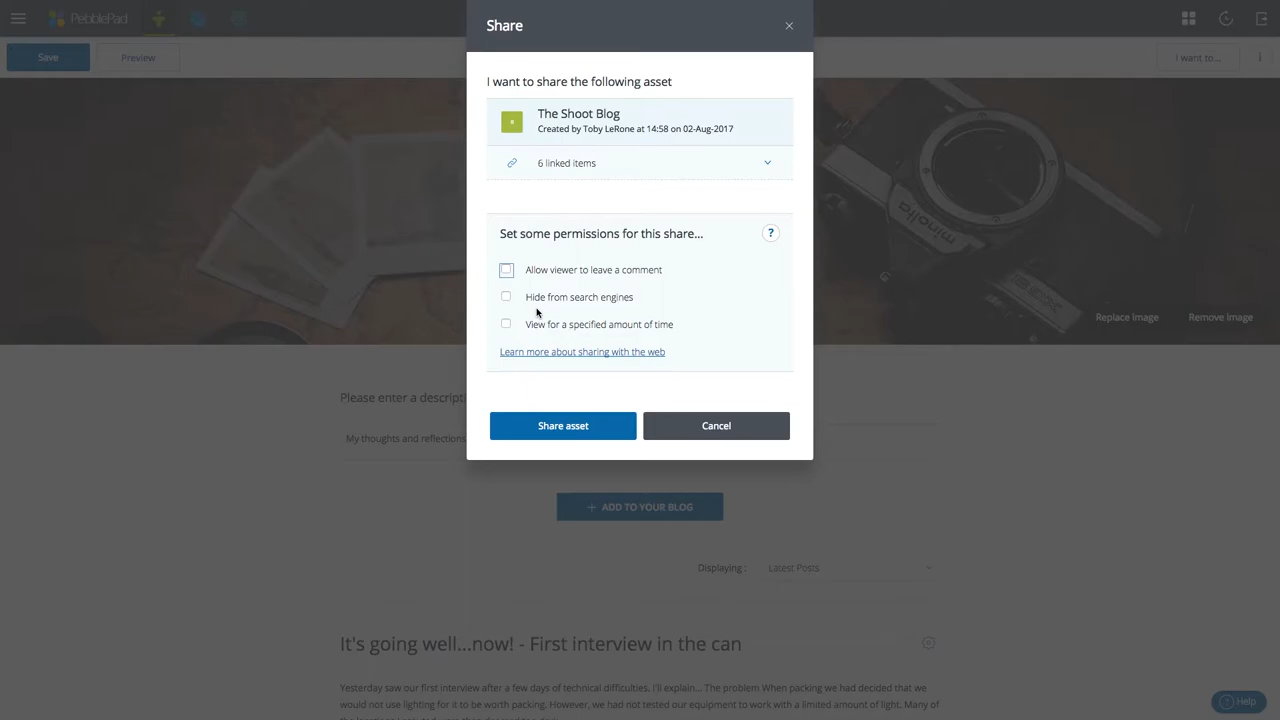 PebblePad
Save
Preview
I want to...
Share
I want to share the following asset
The Shoot Blog
Created by Toby LeRone at 14:58 on 02-Aug-2017
6 linked items
Set some permissions for this share...
?
Allow viewer to leave a comment
Hide from search engines
View for a specified amount of time
Learn more about sharing with the web
Share asset
Cancel
minolta
Replace Image
Remove Image
Please enter a descripti
My thoughts and reflections
+ ADD TO YOUR BLOG
Displaying :
Latest Posts
It's going well...now! - First interview in the can
Yesterday saw our first interview after a few days of technical difficulties. I'll explain... The problem When packing we had decided that we
would not use lighting for it to be worth packing. However, we had not tested our equipment to work with a limited amount of light. Many of
? Help